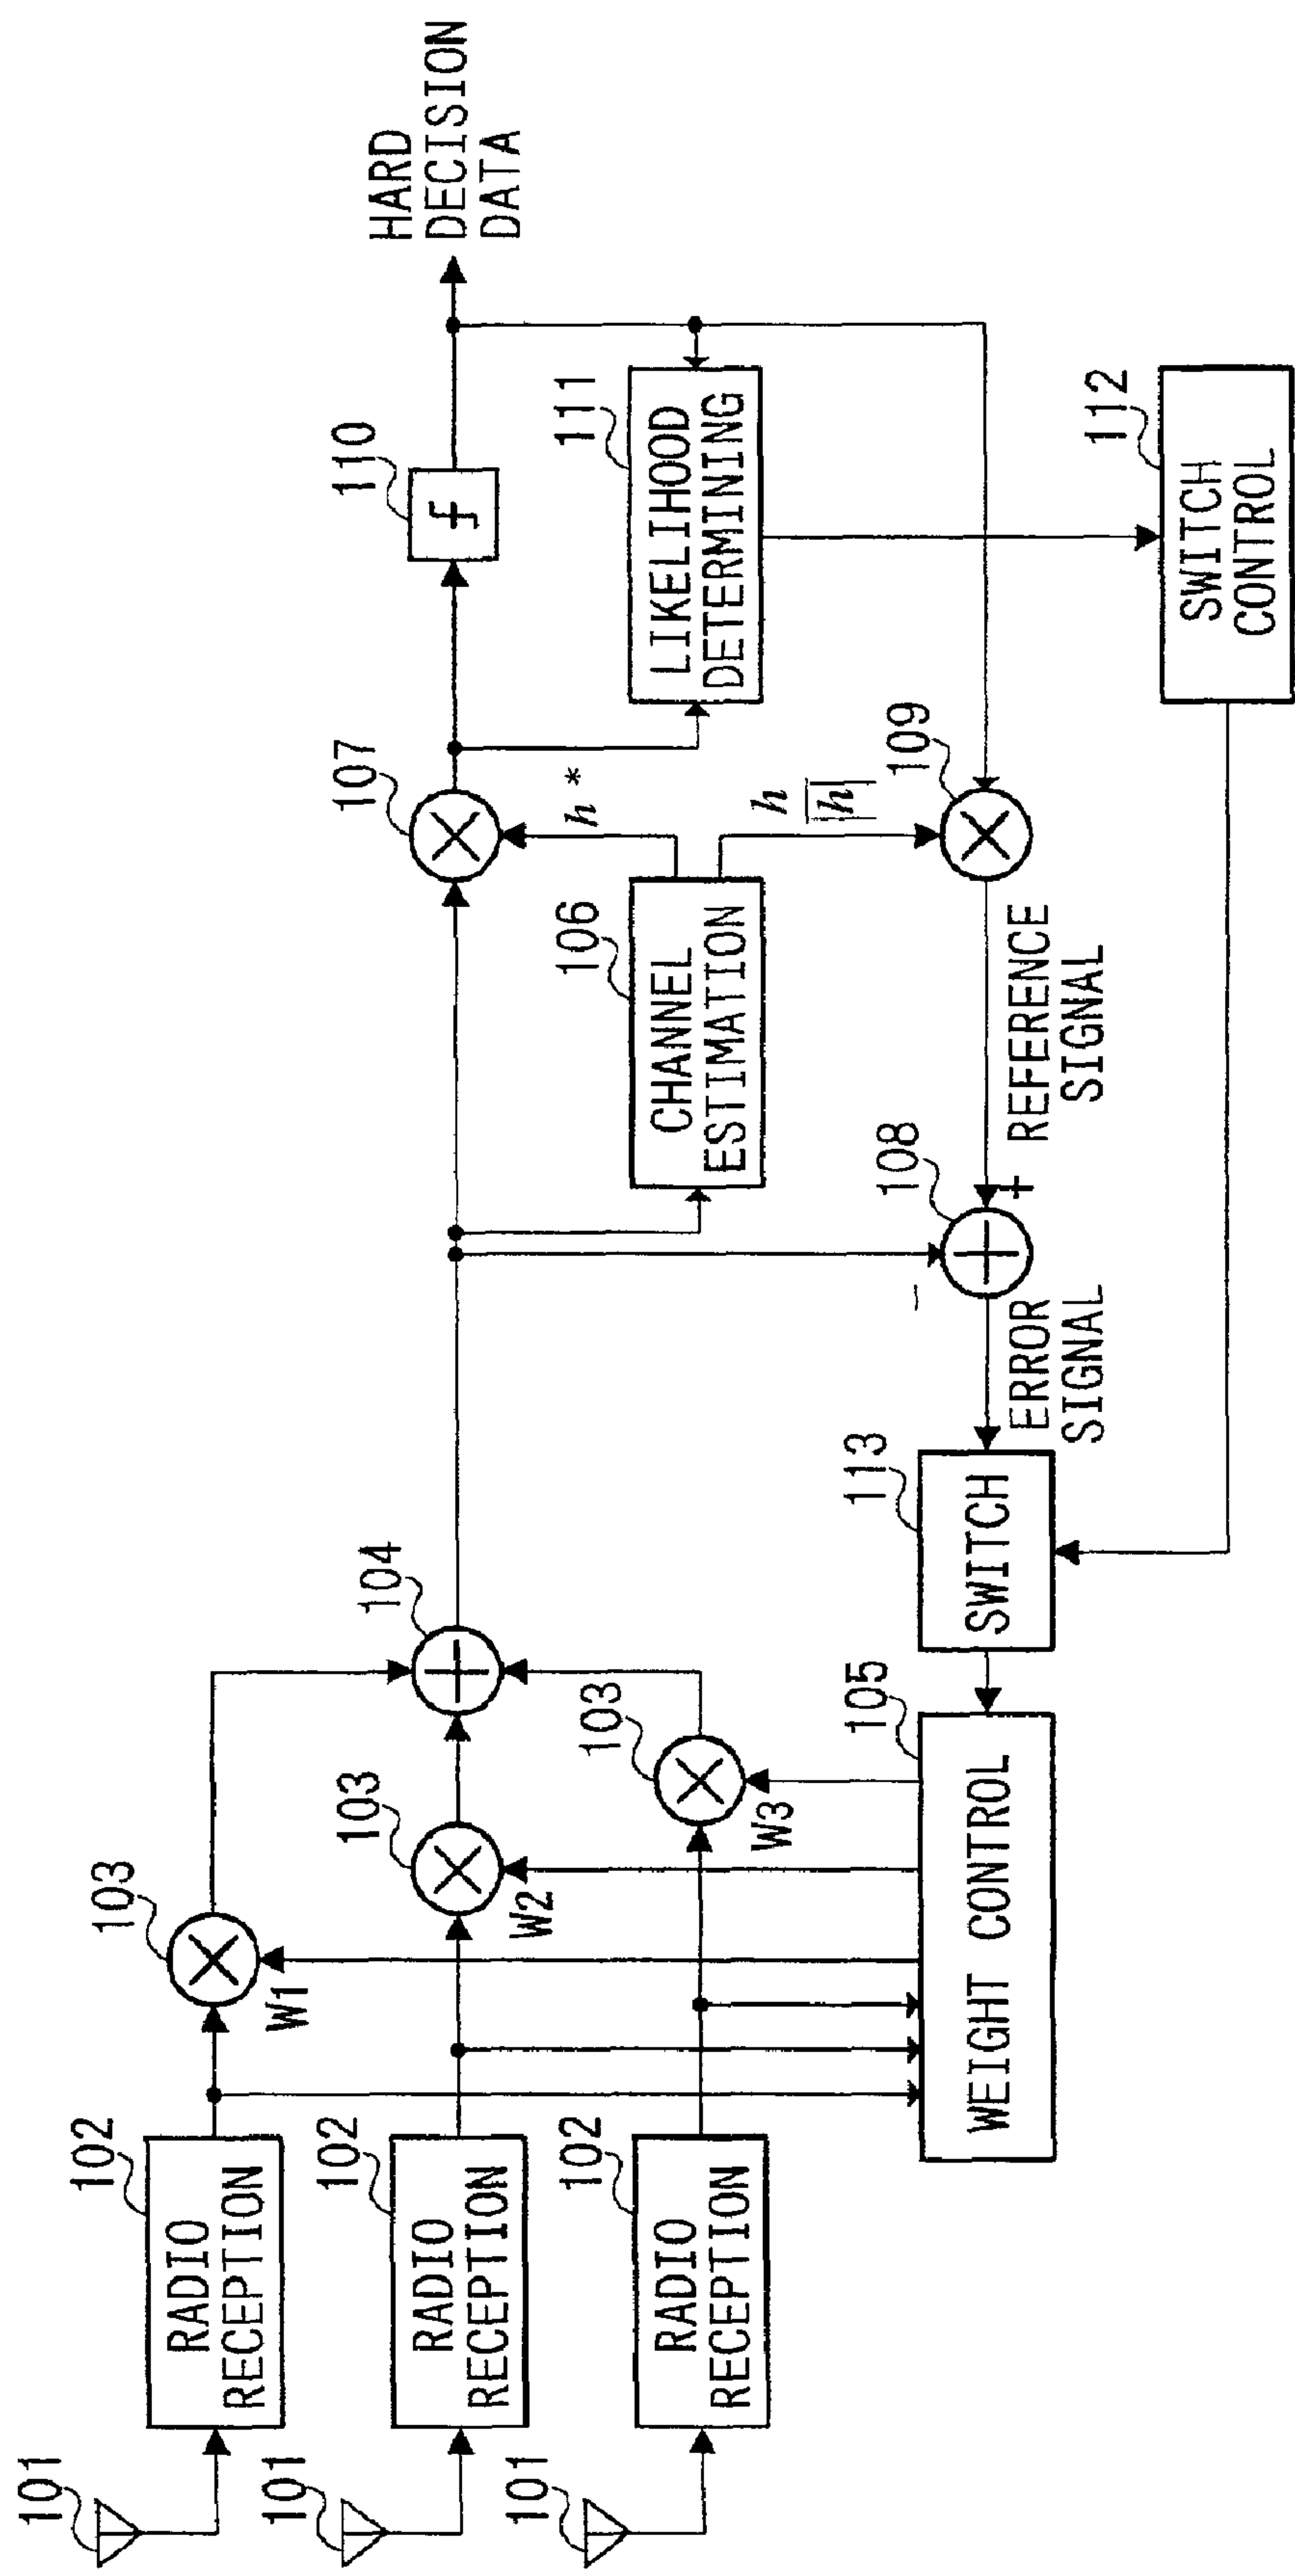 101
RADIO
RECEPTION
102
W1
103
101
RADIO
RECEPTION
102
W2
103
101
RADIO
RECEPTION
102
W3
103
104
WEIGHT CONTROL
105
SWITCH
113
ERROR
SIGNAL
108
−
+
REFERENCE
SIGNAL
CHANNEL
ESTIMATION
106
h*
h
|h|
107
109
110
LIKELIHOOD
DETERMINING
111
SWITCH
CONTROL
112
HARD
DECISION
DATA